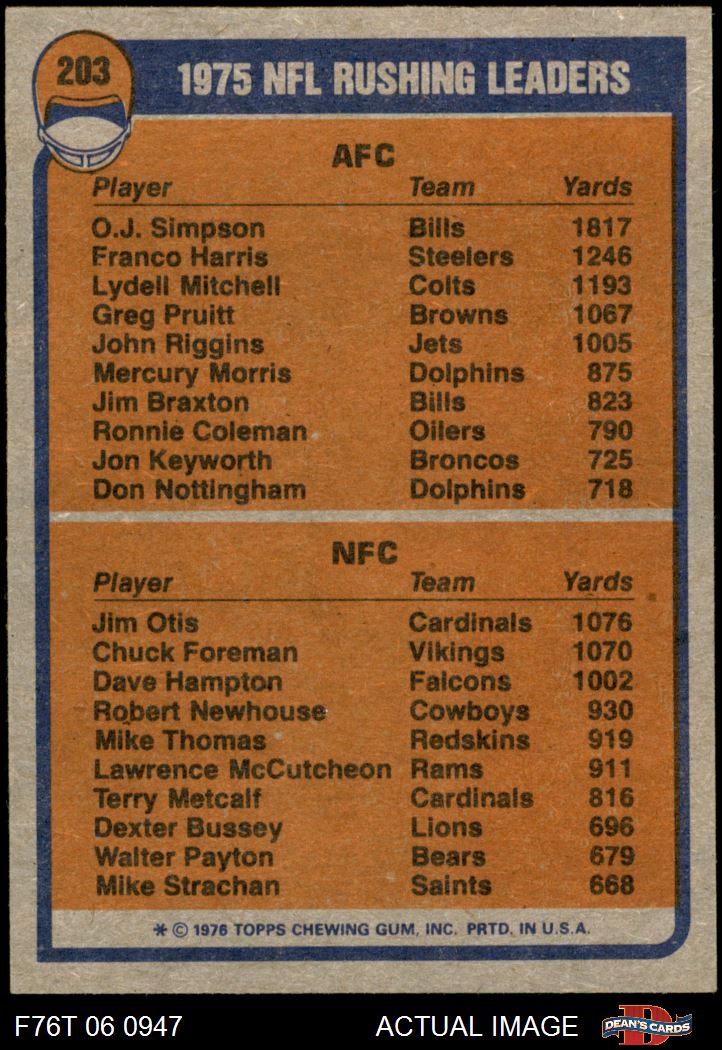 203
1975 NFL RUSHING LEADERS
AFC
Player Team Yards
O.J. Simpson Bills 1817
Franco Harris Steelers 1246
Lydell Mitchell Colts 1193
Greg Pruitt Browns 1067
John Riggins Jets 1005
Mercury Morris Dolphins 875
Jim Braxton Bills 823
Ronnie Coleman Oilers 790
Jon Keyworth Broncos 725
Don Nottingham Dolphins 718
NFC
Player Team Yards
Jim Otis Cardinals 1076
Chuck Foreman Vikings 1070
Dave Hampton Falcons 1002
Robert Newhouse Cowboys 930
Mike Thomas Redskins 919
Lawrence McCutcheon Rams 911
Terry Metcalf Cardinals 816
Dexter Bussey Lions 696
Walter Payton Bears 679
Mike Strachan Saints 668
* © 1976 TOPPS CHEWING GUM, INC. PRTD. IN U.S.A.
F76T 06 0947 ACTUAL IMAGE D DEAN'S CARDS